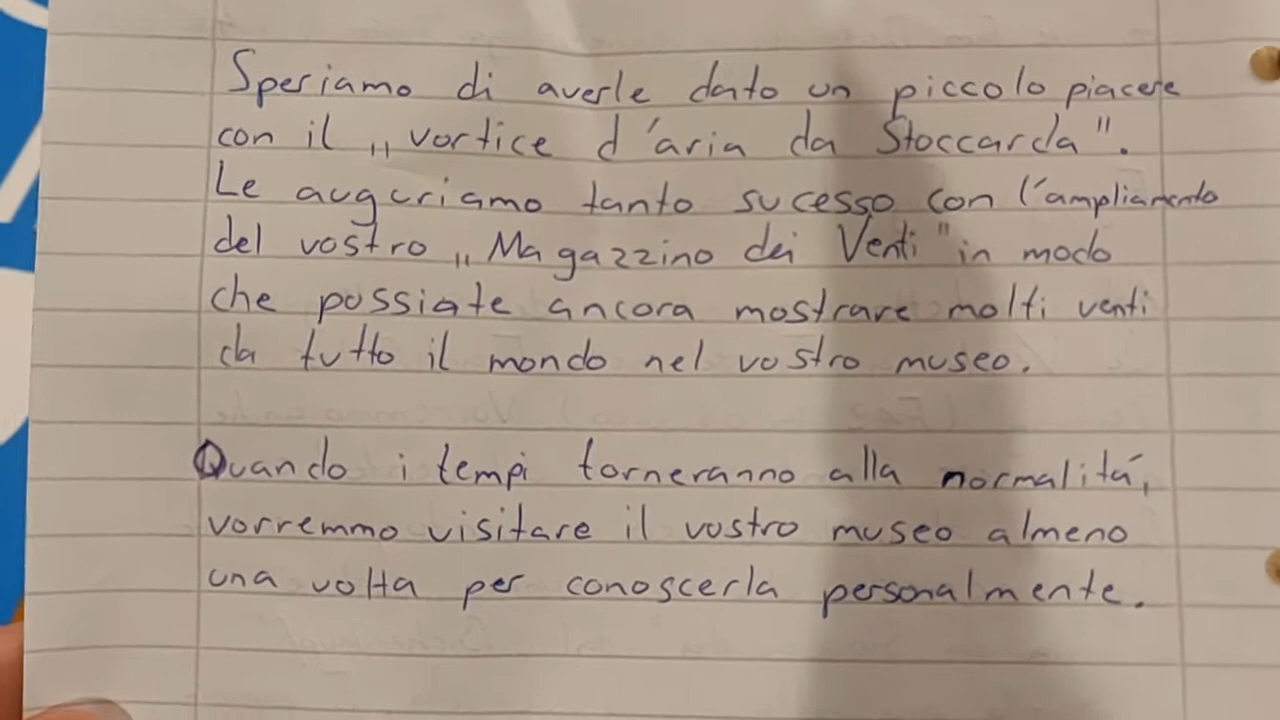 Speriamo di averle dato un piccolo piacere
con il „vortice d'aria da Stoccarda".
Le auguriamo tanto sucesso con l'ampliamento
del vostro „Magazzino dei Venti" in modo
che possiate ancora mostrare molti venti
da tutto il mondo nel vostro museo.
Quando i tempi torneranno alla normalitá,
vorremmo visitare il vostro museo almeno
una volta per conoscerla personalmente.